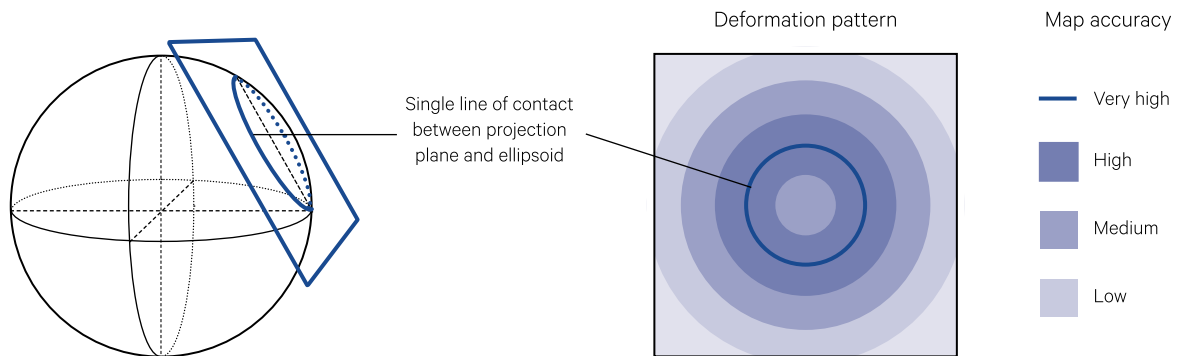 Deformation pattern
Map accuracy
Single line of contact
between projection
plane and ellipsoid
Very high
High
Medium
Low